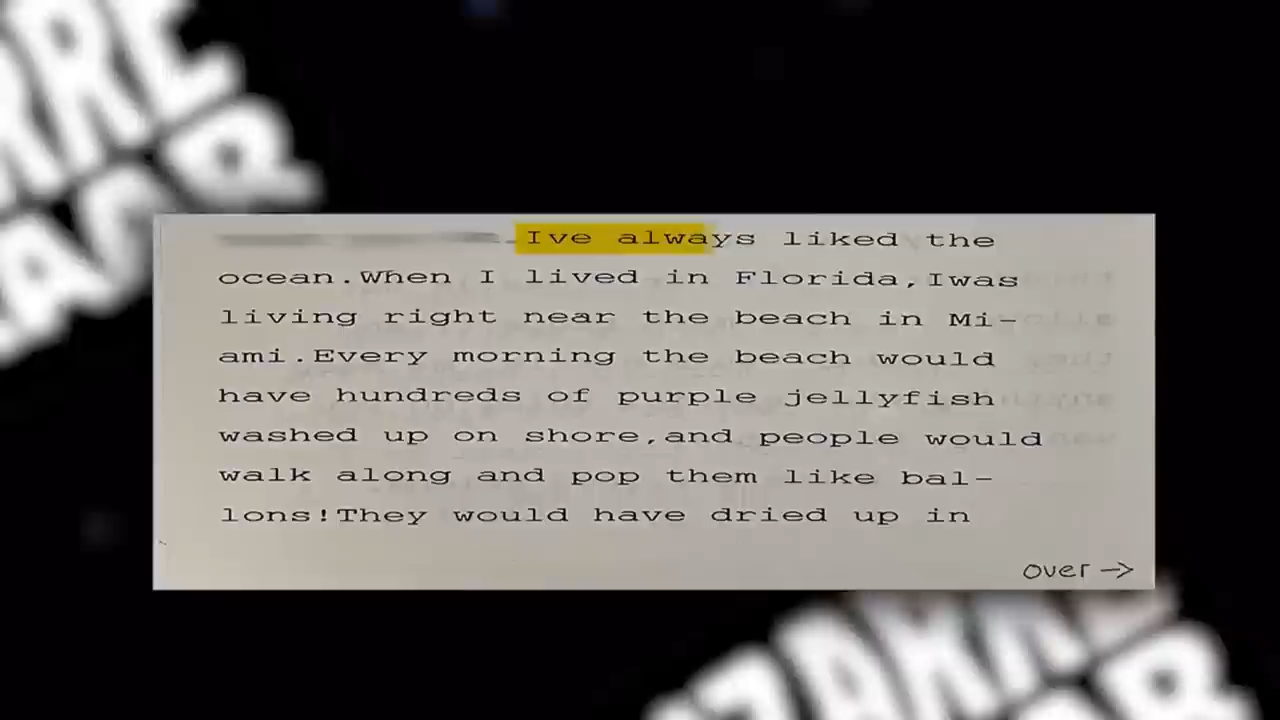 Ive always liked the
ocean.When I lived in Florida,Iwas
living right near the beach in Mi-
ami.Every morning the beach would
have hundreds of purple jellyfish
washed up on shore,and people would
walk along and pop them like bal-
lons!They would have dried up in
over →